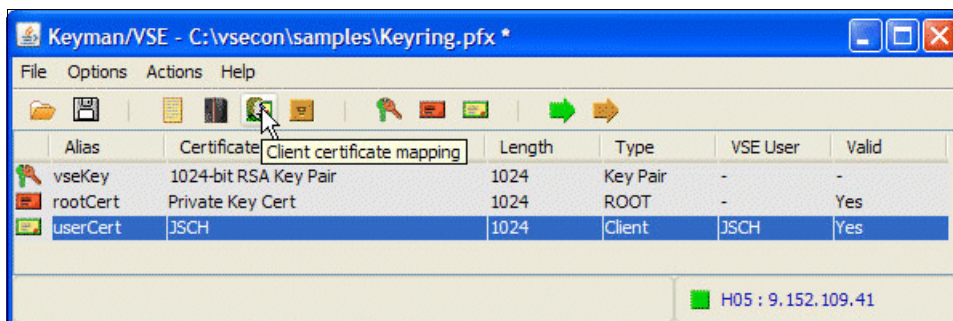 Keyman/VSE - C:\vsecon\samples\Keyring.pfx *
File Options Actions Help
Alias Certificate Length Type VSE User Valid
Client certificate mapping
vseKey 1024-bit RSA Key Pair 1024 Key Pair - -
rootCert Private Key Cert 1024 ROOT - Yes
userCert JSCH 1024 Client JSCH Yes
H05 : 9.152.109.41